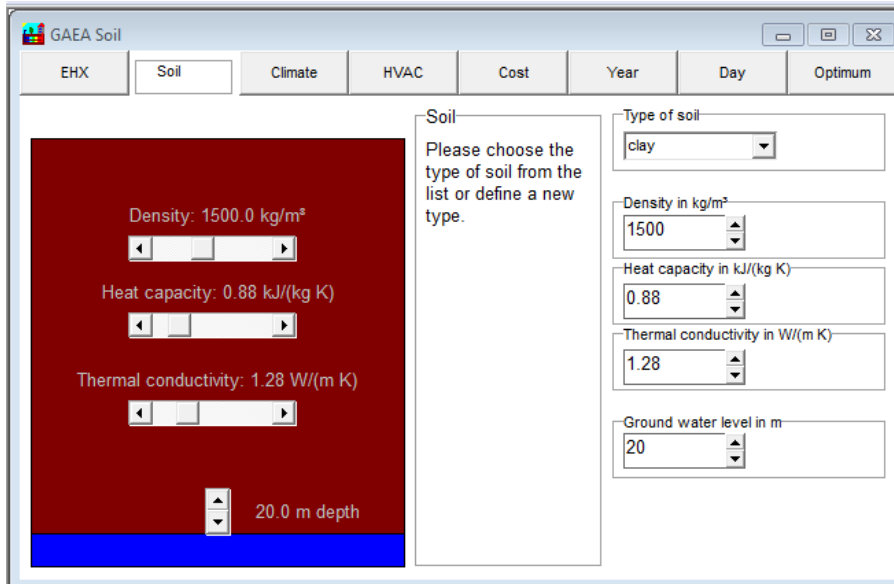 GAEA Soil
EHX
Soil
Climate
HVAC
Cost
Year
Day
Optimum
Density: 1500.0 kg/m³
Heat capacity: 0.88 kJ/(kg K)
Thermal conductivity: 1.28 W/(m K)
20.0 m depth
Soil
Please choose the
type of soil from the
list or define a new
type.
Type of soil
clay
Density in kg/m³
1500
Heat capacity in kJ/(kg K)
0.88
Thermal conductivity in W/(m K)
1.28
Ground water level in m
20